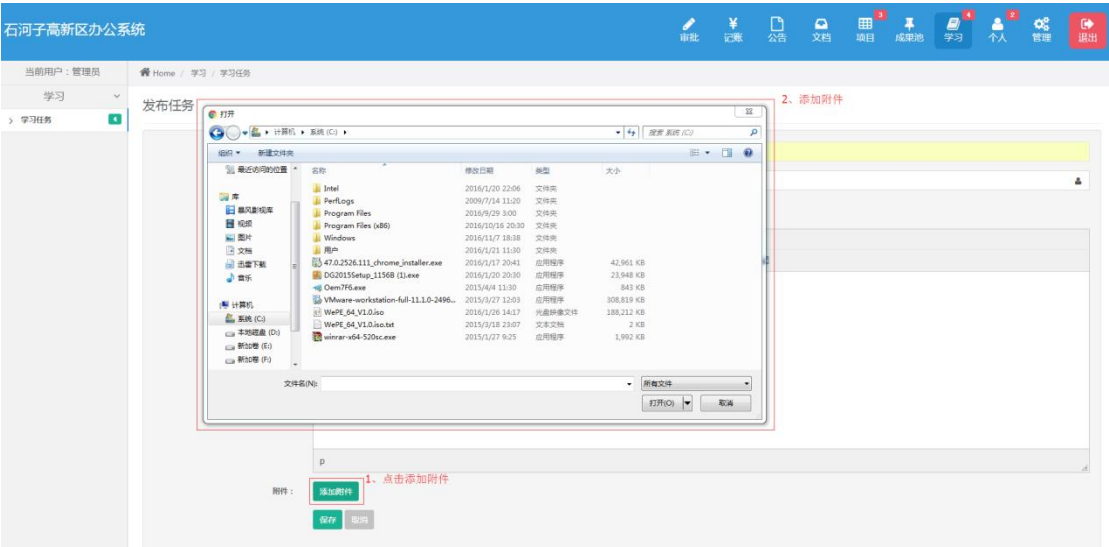 石河子高新区办公系统
审批
记账
公告
文档
3
项目
成果池
4
学习
2
个人
管理
退出
当前用户：管理员
Home / 学习 / 学习任务
学习
学习任务 4
发布任务
2、添加附件
打开
计算机 系统 (C:)
搜索 系统 (C:)
组织 新建文件夹
最近访问的位置
库
暴风影视库
视频
图片
文档
迅雷下载
音乐
计算机
系统 (C:)
本地磁盘 (D:)
新加卷 (E:)
新加卷 (F:)
名称 修改日期 类型 大小
Intel 2016/1/20 22:06 文件夹
PerfLogs 2009/7/14 11:20 文件夹
Program Files 2016/9/29 3:00 文件夹
Program Files (x86) 2016/10/16 20:30 文件夹
Windows 2016/11/7 18:38 文件夹
用户 2016/1/21 11:30 文件夹
47.0.2526.111_chrome_installer.exe 2016/1/17 20:41 应用程序 42,961 KB
DG2015Setup_1156B (1).exe 2016/1/20 20:30 应用程序 23,948 KB
Oem7F6.exe 2015/4/4 11:30 应用程序 843 KB
VMware-workstation-full-11.1.0-2496... 2015/3/27 12:03 应用程序 308,819 KB
WePE_64_V1.0.iso 2016/1/26 14:17 光盘映像文件 188,212 KB
WePE_64_V1.0.iso.txt 2015/3/18 23:07 文本文档 2 KB
winrar-x64-520sc.exe 2015/1/27 9:25 应用程序 1,992 KB
文件名(N): 所有文件
打开(O) 取消
p
1、点击添加附件
附件： 添加附件
保存 取消